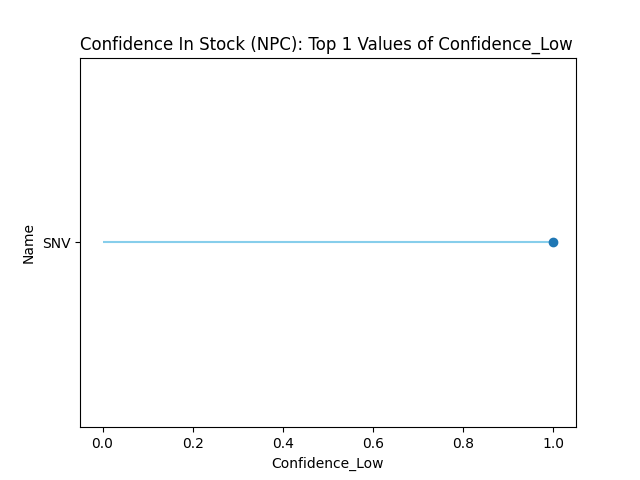 Confidence In Stock (NPC): Top 1 Values of Confidence_Low
Name
SNV
0.0 0.2 0.4 0.6 0.8 1.0
Confidence_Low